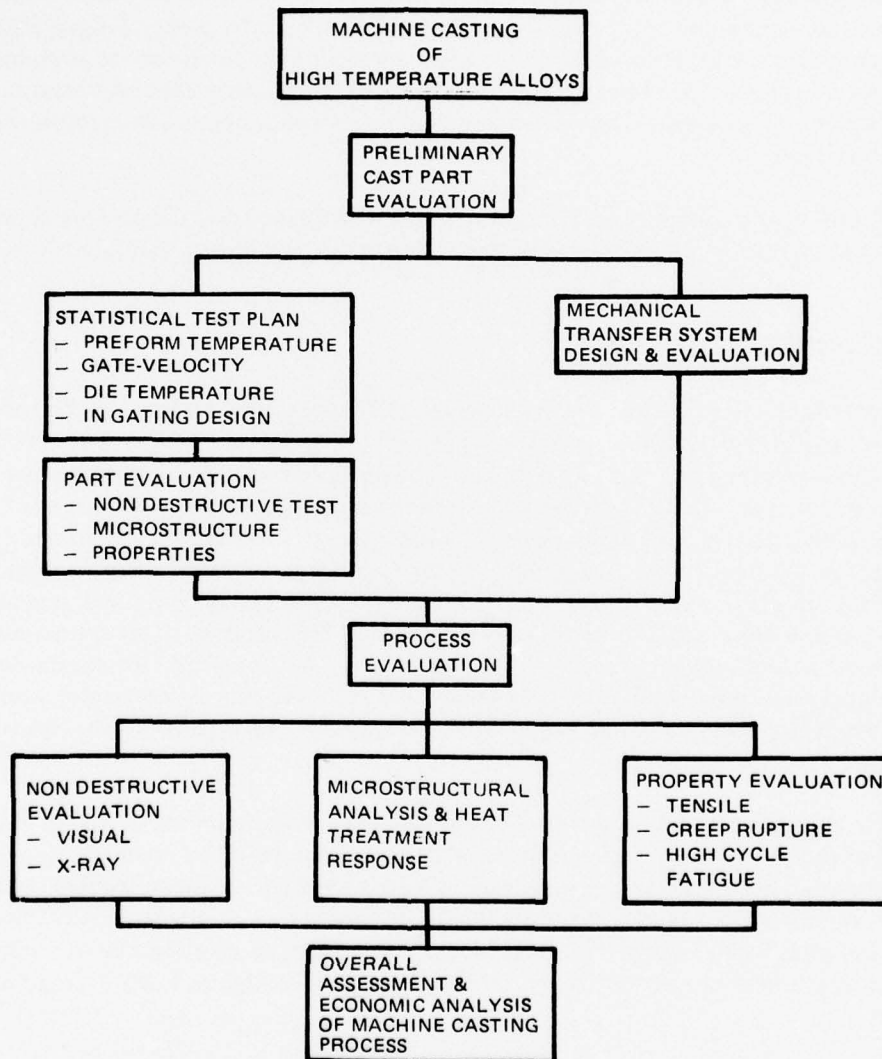 MACHINE CASTING
OF
HIGH TEMPERATURE ALLOYS
PRELIMINARY
CAST PART
EVALUATION
STATISTICAL TEST PLAN
– PREFORM TEMPERATURE
– GATE-VELOCITY
– DIE TEMPERATURE
– IN GATING DESIGN
MECHANICAL
TRANSFER SYSTEM
DESIGN & EVALUATION
PART EVALUATION
– NON DESTRUCTIVE TEST
– MICROSTRUCTURE
– PROPERTIES
PROCESS
EVALUATION
NON DESTRUCTIVE
EVALUATION
– VISUAL
– X-RAY
MICROSTRUCTURAL
ANALYSIS & HEAT
TREATMENT
RESPONSE
PROPERTY EVALUATION
– TENSILE
– CREEP RUPTURE
– HIGH CYCLE
FATIGUE
OVERALL
ASSESSMENT &
ECONOMIC ANALYSIS
OF MACHINE CASTING
PROCESS